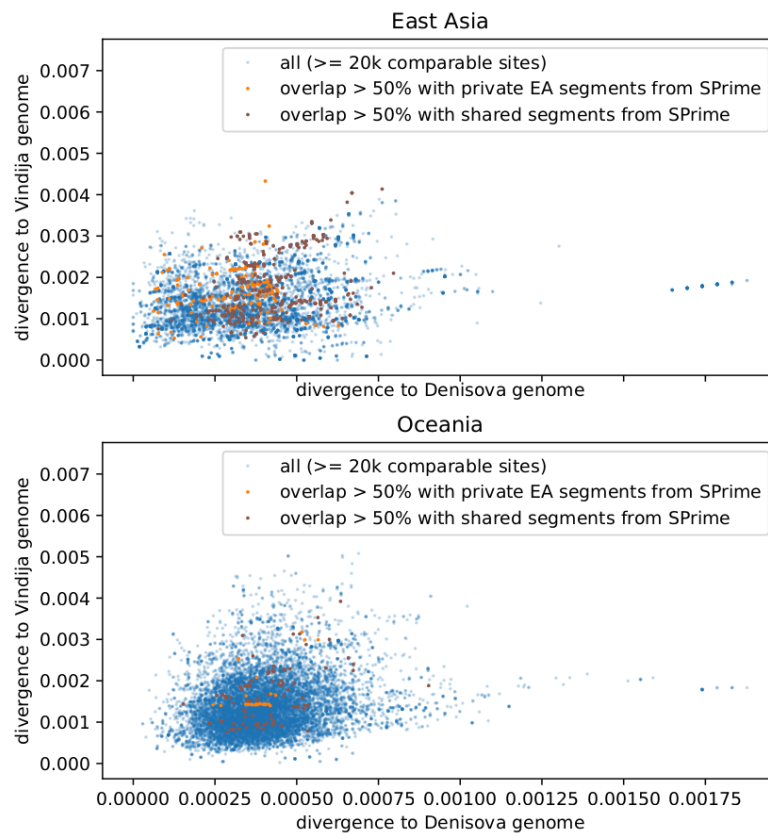 East Asia
all (>= 20k comparable sites)
overlap > 50% with private EA segments from SPrime
overlap > 50% with shared segments from SPrime
0.007
0.006
0.005
0.004
0.003
0.002
0.001
0.000
divergence to Vindija genome
divergence to Denisova genome
Oceania
all (>= 20k comparable sites)
overlap > 50% with private EA segments from SPrime
overlap > 50% with shared segments from SPrime
0.007
0.006
0.005
0.004
0.003
0.002
0.001
0.000
divergence to Vindija genome
0.00000 0.00025 0.00050 0.00075 0.00100 0.00125 0.00150 0.00175
divergence to Denisova genome